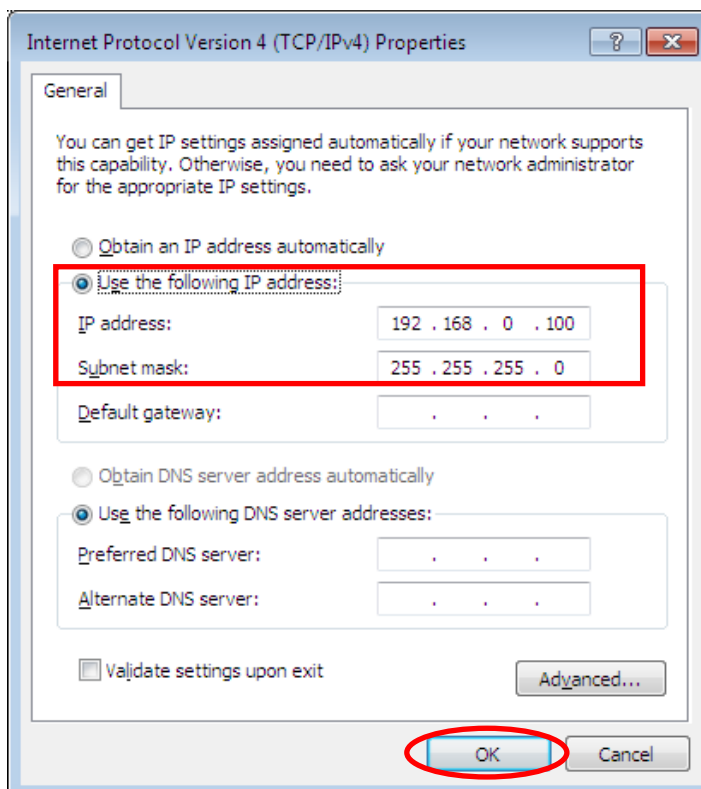 Internet Protocol Version 4 (TCP/IPv4) Properties
General
You can get IP settings assigned automatically if your network supports
this capability. Otherwise, you need to ask your network administrator
for the appropriate IP settings.
Obtain an IP address automatically
Use the following IP address:
IP address: 192 . 168 . 0 . 100
Subnet mask: 255 . 255 . 255 . 0
Default gateway: . . .
Obtain DNS server address automatically
Use the following DNS server addresses:
Preferred DNS server: . . .
Alternate DNS server: . . .
Validate settings upon exit
Advanced...
OK Cancel